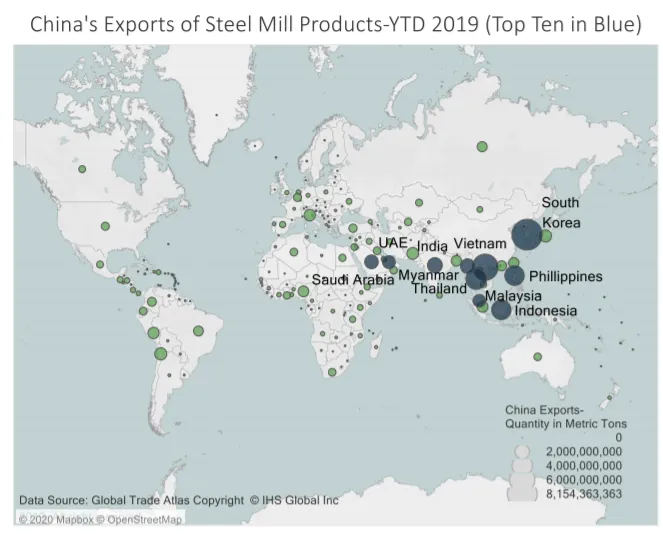 China's Exports of Steel Mill Products-YTD 2019 (Top Ten in Blue)
South
Korea
UAE
India
Vietnam
Saudi Arabia
Myanmar
Thailand
Phillippines
Malaysia
Indonesia
China Exports-
Quantity in Metric Tons
0
2,000,000,000
4,000,000,000
6,000,000,000
8,154,363,363
Data Source: Global Trade Atlas Copyright © IHS Global Inc
© 2020 Mapbox © OpenStreetMap